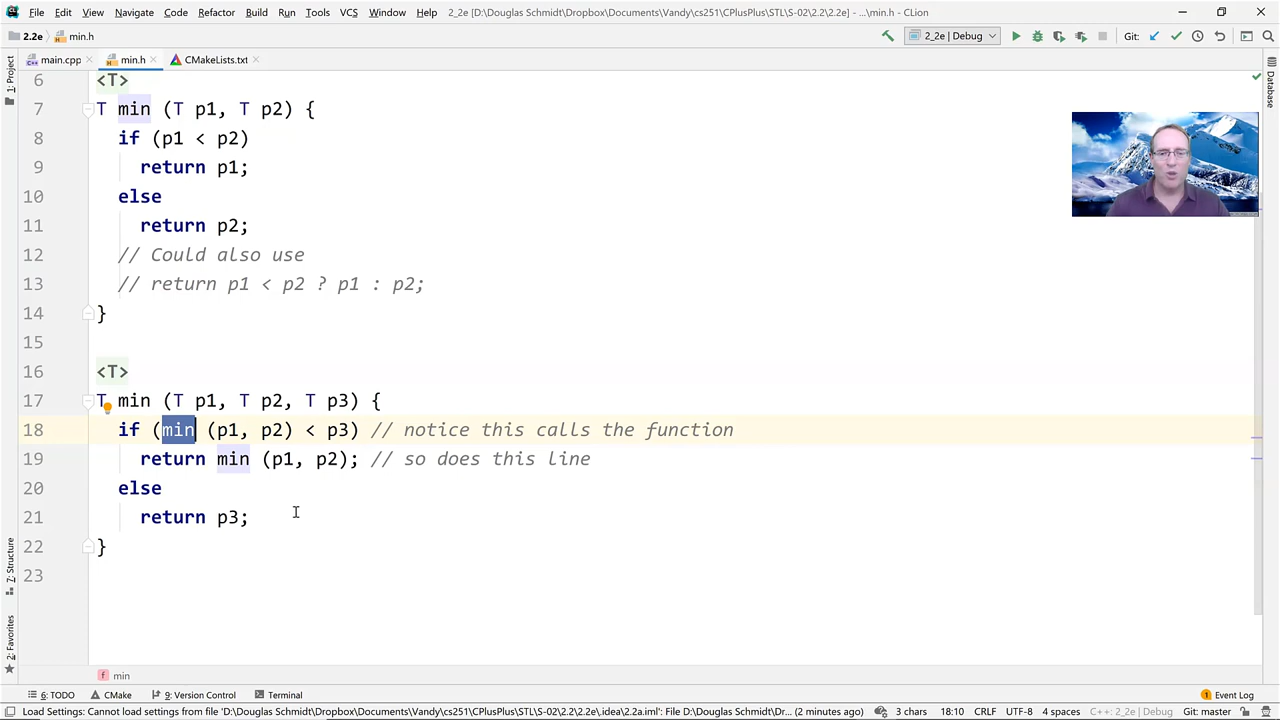 File Edit View Navigate Code Refactor Build Run Tools VCS Window Help 2_2e [D:\Douglas Schmidt\Dropbox\Documents\Vandy\cs251\CPlusPlus\STL\S-02\2.2\2.2e] - ...\min.h - CLion
2.2e min.h
2_2e | Debug
Git:
main.cpp
min.h
CMakeLists.txt
1: Project
Database
6 <T>
7 T min (T p1, T p2) {
8 if (p1 < p2)
9 return p1;
10 else
11 return p2;
12 // Could also use
13 // return p1 < p2 ? p1 : p2;
14 }
15
16 <T>
17 T min (T p1, T p2, T p3) {
18 if (min (p1, p2) < p3) // notice this calls the function
19 return min (p1, p2); // so does this line
20 else
21 return p3;
22 }
23
7: Structure
2: Favorites
f min
6: TODO CMake 9: Version Control Terminal 1 Event Log
Load Settings: Cannot load settings from file 'D:\Douglas Schmidt\Dropbox\Documents\Vandy\cs251\CPlusPlus\STL\S-02\2.2\2.2e\.idea\2.2a.iml': File 'D:\Douglas Schmidt\Dr... (2 minutes ago) 3 chars 18:10 CRLF UTF-8 4 spaces C++: 2_2e | Debug Git: master